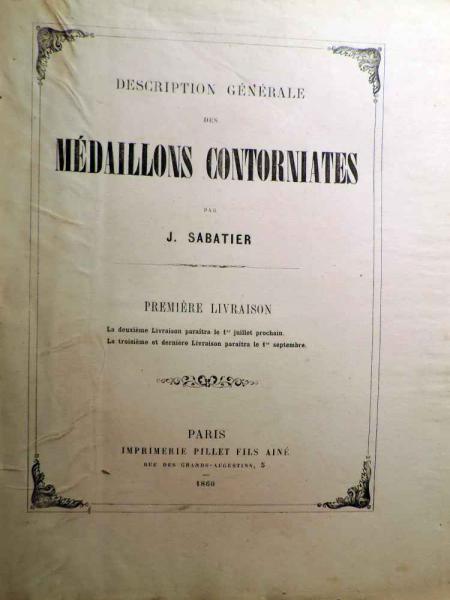 DESCRIPTION GÉNÉRALE
DES
MÉDAILLONS CONTORNIATES
PAR
J. SABATIER
PREMIÈRE LIVRAISON
La deuxième Livraison paraîtra le 1er juillet prochain.
La troisième et dernière Livraison paraîtra le 1er septembre.
PARIS
IMPRIMERIE PILLET FILS AINÉ
RUE DES GRANDS-AUGUSTINS, 5
1860